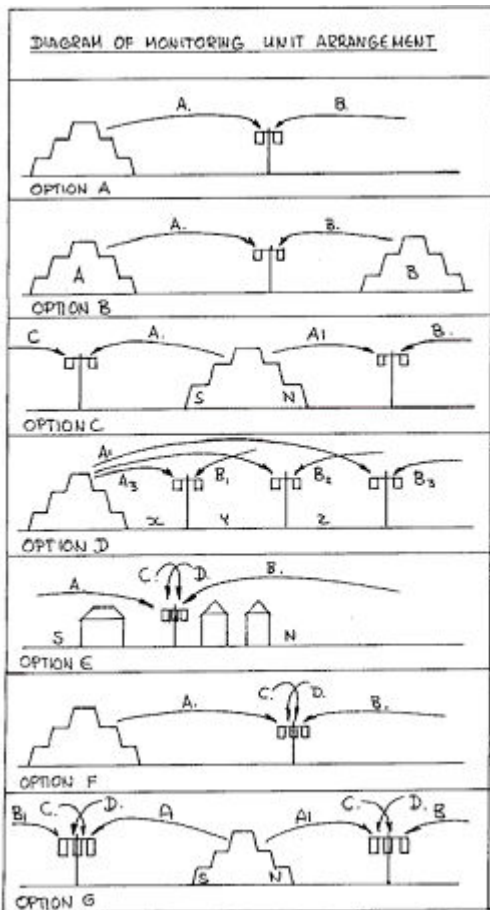 DIAGRAM OF MONITORING UNIT ARRANGEMENT
A. B.
OPTION A
A. B.
A B
OPTION B
C A. A1 B.
S N
OPTION C
A1
A3 B1 B2 B3
x Y z
OPTION D
A. C. D. B.
S N
OPTION E
C. D.
A. B.
OPTION F
B1 C. D. A A1 C. D. B
S N
OPTION G